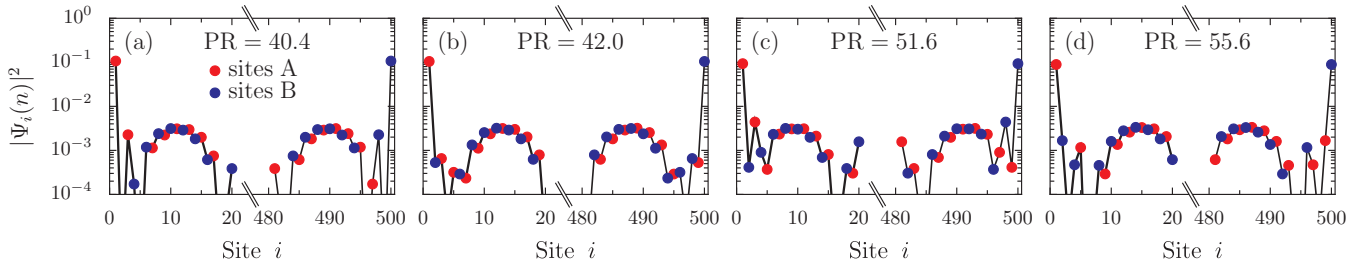 |Ψ_i(n)|²
10⁰
10⁻¹
10⁻²
10⁻³
10⁻⁴
(a) PR = 40.4
sites A
sites B
0 10 20 480 490 500
Site i
(b) PR = 42.0
0 10 20 480 490 500
Site i
(c) PR = 51.6
0 10 20 480 490 500
Site i
(d) PR = 55.6
0 10 20 480 490 500
Site i